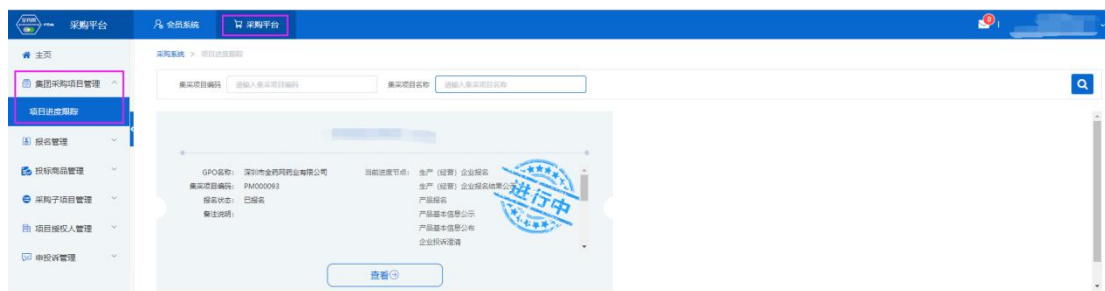 采购平台
会员系统
采购平台
0
主页
集团采购项目管理
项目进度跟踪
报名管理
投标商品管理
采购子项目管理
项目授权人管理
申投诉管理
采购系统 > 项目进度跟踪
集采项目编码 请输入集采项目编码 集采项目名称 请输入集采项目名称
GPO名称: 深圳市全药网药业有限公司
集采项目编码: PM000093
报名状态: 已报名
备注说明:
当前进度节点: 生产（经营）企业报名
生产（经营）企业报名结果公示
产品报名
产品基本信息公示
产品基本信息公布
企业投诉澄清
进行中
查看